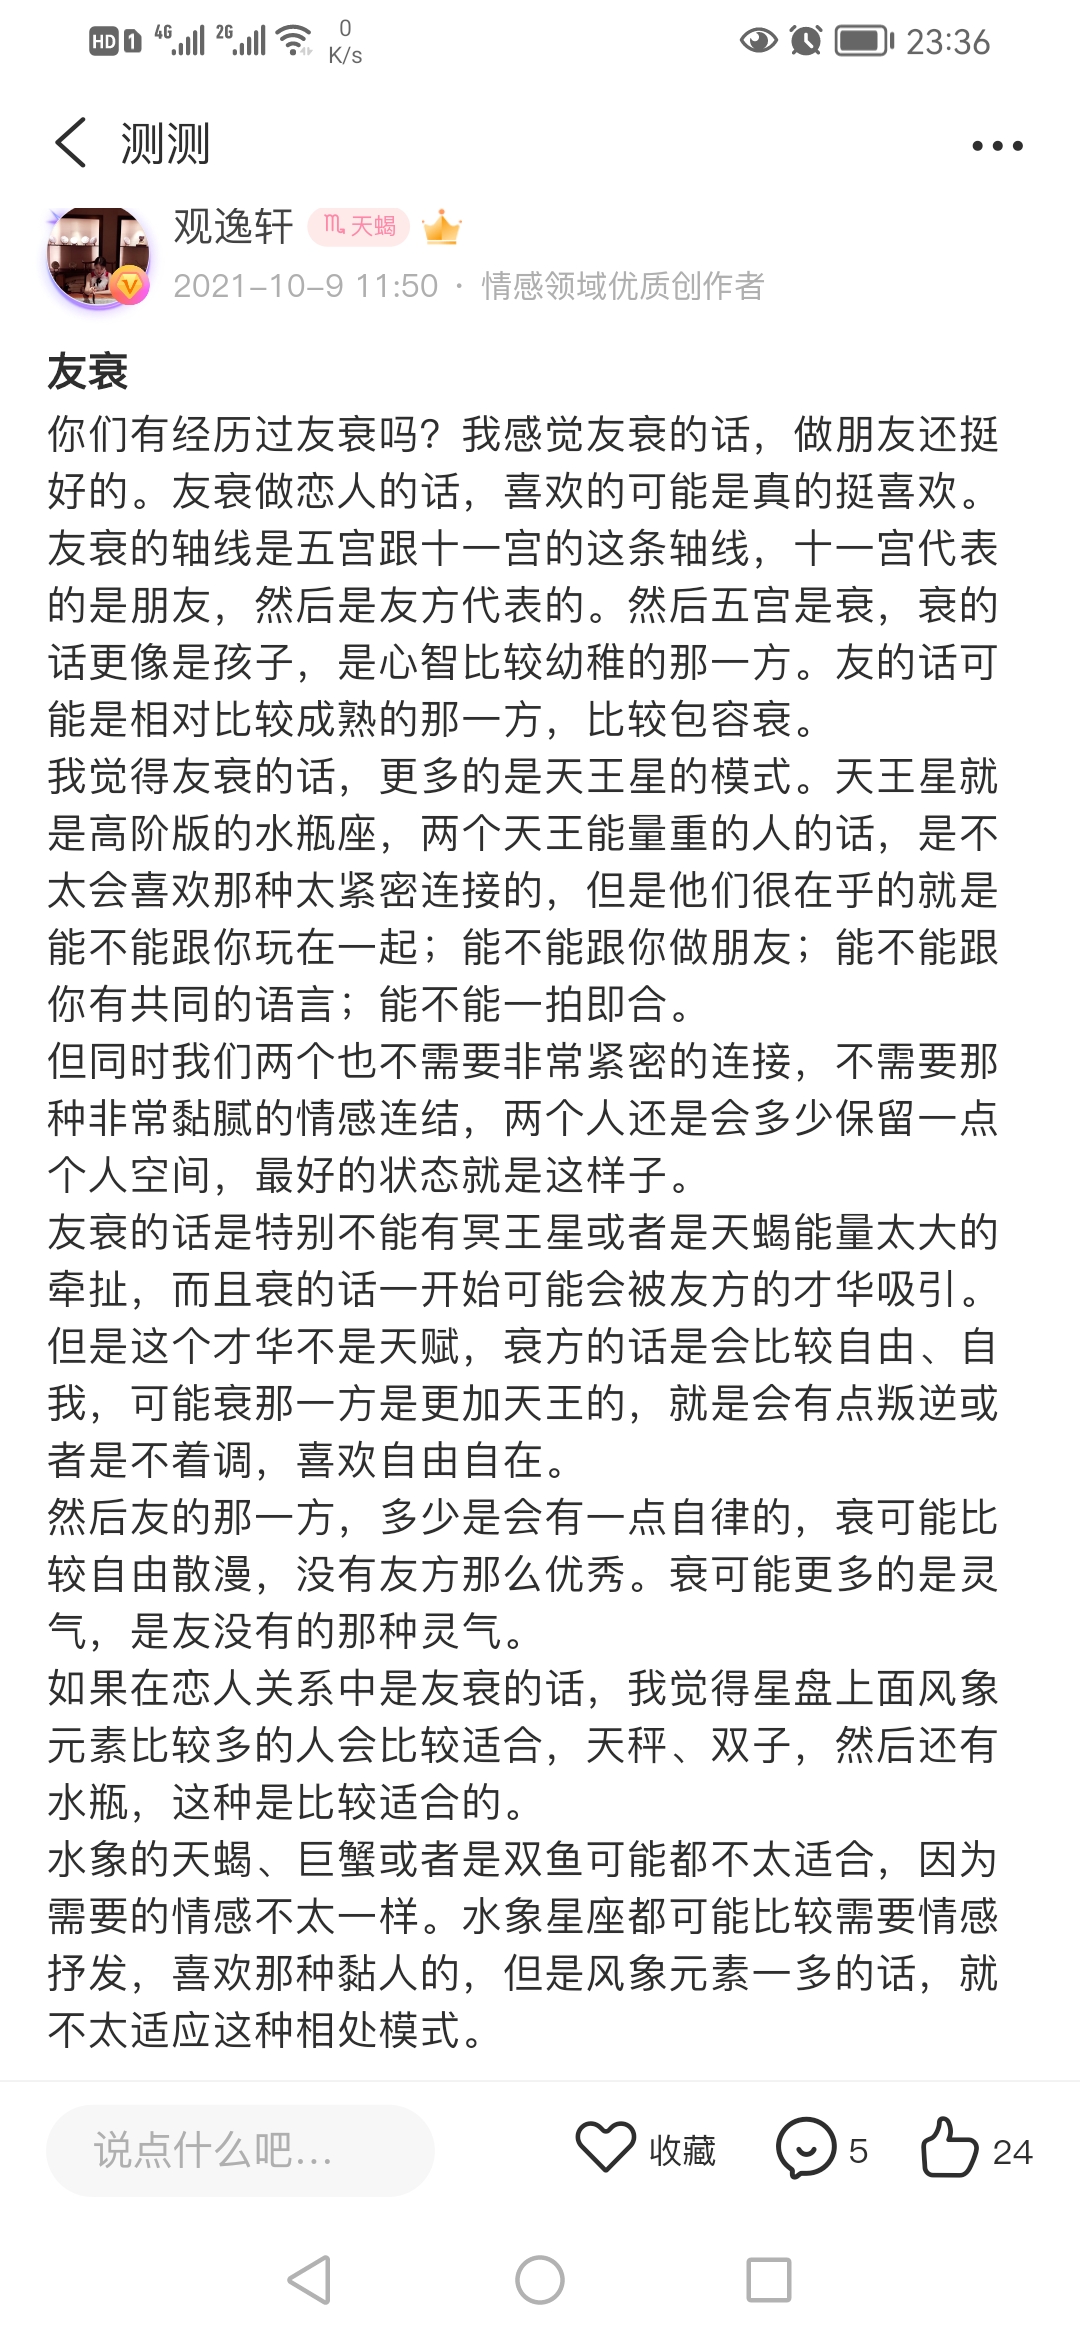 HD 1 4G 2G 0 K/s 23:36
测测
观逸轩 ♏天蝎
2021-10-9 11:50 · 情感领域优质创作者
友衰
你们有经历过友衰吗？我感觉友衰的话，做朋友还挺
好的。友衰做恋人的话，喜欢的可能是真的挺喜欢。
友衰的轴线是五宫跟十一宫的这条轴线，十一宫代表
的是朋友，然后是友方代表的。然后五宫是衰，衰的
话更像是孩子，是心智比较幼稚的那一方。友的话可
能是相对比较成熟的那一方，比较包容衰。
我觉得友衰的话，更多的是天王星的模式。天王星就
是高阶版的水瓶座，两个天王能量重的人的话，是不
太会喜欢那种太紧密连接的，但是他们很在乎的就是
能不能跟你玩在一起；能不能跟你做朋友；能不能跟
你有共同的语言；能不能一拍即合。
但同时我们两个也不需要非常紧密的连接，不需要那
种非常黏腻的情感连结，两个人还是会多少保留一点
个人空间，最好的状态就是这样子。
友衰的话是特别不能有冥王星或者是天蝎能量太大的
牵扯，而且衰的话一开始可能会被友方的才华吸引。
但是这个才华不是天赋，衰方的话是会比较自由、自
我，可能衰那一方是更加天王的，就是会有点叛逆或
者是不着调，喜欢自由自在。
然后友的那一方，多少是会有一点自律的，衰可能比
较自由散漫，没有友方那么优秀。衰可能更多的是灵
气，是友没有的那种灵气。
如果在恋人关系中是友衰的话，我觉得星盘上面风象
元素比较多的人会比较适合，天秤、双子，然后还有
水瓶，这种是比较适合的。
水象的天蝎、巨蟹或者是双鱼可能都不太适合，因为
需要的情感不太一样。水象星座都可能比较需要情感
抒发，喜欢那种黏人的，但是风象元素一多的话，就
不太适应这种相处模式。
说点什么吧... 收藏 5 24